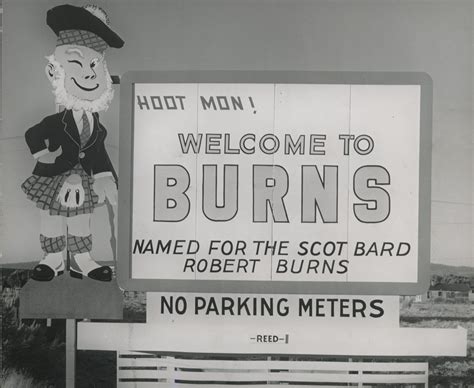 HOOT MON!
WELCOME TO
BURNS
NAMED FOR THE SCOT BARD
ROBERT BURNS
NO PARKING METERS
-REED-